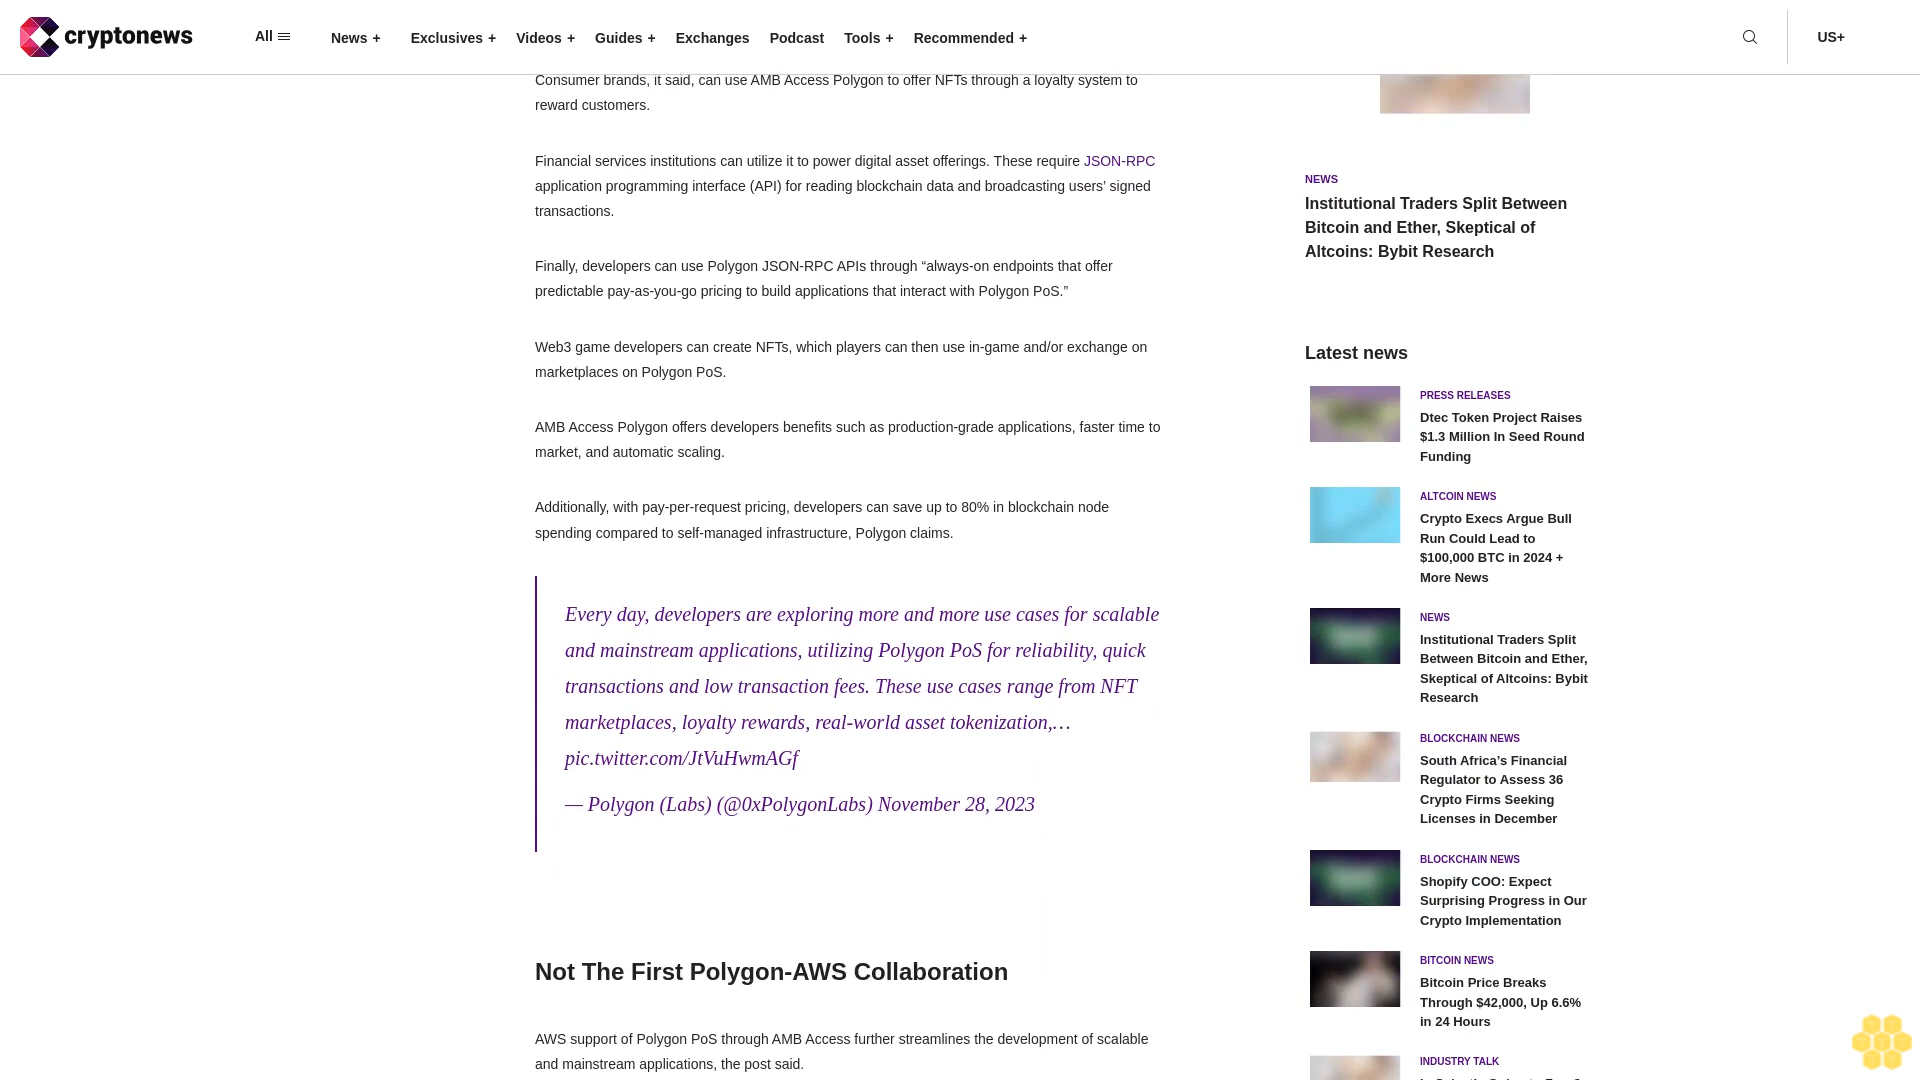 cryptonews
All
News +
Exclusives +
Videos +
Guides +
Exchanges
Podcast
Tools +
Recommended +
US+
Consumer brands, it said, can use AMB Access Polygon to offer NFTs through a loyalty system to
reward customers.
Financial services institutions can utilize it to power digital asset offerings. These require JSON-RPC
application programming interface (API) for reading blockchain data and broadcasting users’ signed
transactions.
Finally, developers can use Polygon JSON-RPC APIs through “always-on endpoints that offer
predictable pay-as-you-go pricing to build applications that interact with Polygon PoS.”
Web3 game developers can create NFTs, which players can then use in-game and/or exchange on
marketplaces on Polygon PoS.
AMB Access Polygon offers developers benefits such as production-grade applications, faster time to
market, and automatic scaling.
Additionally, with pay-per-request pricing, developers can save up to 80% in blockchain node
spending compared to self-managed infrastructure, Polygon claims.
Every day, developers are exploring more and more use cases for scalable
and mainstream applications, utilizing Polygon PoS for reliability, quick
transactions and low transaction fees. These use cases range from NFT
marketplaces, loyalty rewards, real-world asset tokenization,…
pic.twitter.com/JtVuHwmAGf
— Polygon (Labs) (@0xPolygonLabs) November 28, 2023
Not The First Polygon-AWS Collaboration
AWS support of Polygon PoS through AMB Access further streamlines the development of scalable
and mainstream applications, the post said.
NEWS
Institutional Traders Split Between
Bitcoin and Ether, Skeptical of
Altcoins: Bybit Research
Latest news
PRESS RELEASES
Dtec Token Project Raises
$1.3 Million In Seed Round
Funding
ALTCOIN NEWS
Crypto Execs Argue Bull
Run Could Lead to
$100,000 BTC in 2024 +
More News
NEWS
Institutional Traders Split
Between Bitcoin and Ether,
Skeptical of Altcoins: Bybit
Research
BLOCKCHAIN NEWS
South Africa’s Financial
Regulator to Assess 36
Crypto Firms Seeking
Licenses in December
BLOCKCHAIN NEWS
Shopify COO: Expect
Surprising Progress in Our
Crypto Implementation
BITCOIN NEWS
Bitcoin Price Breaks
Through $42,000, Up 6.6%
in 24 Hours
INDUSTRY TALK